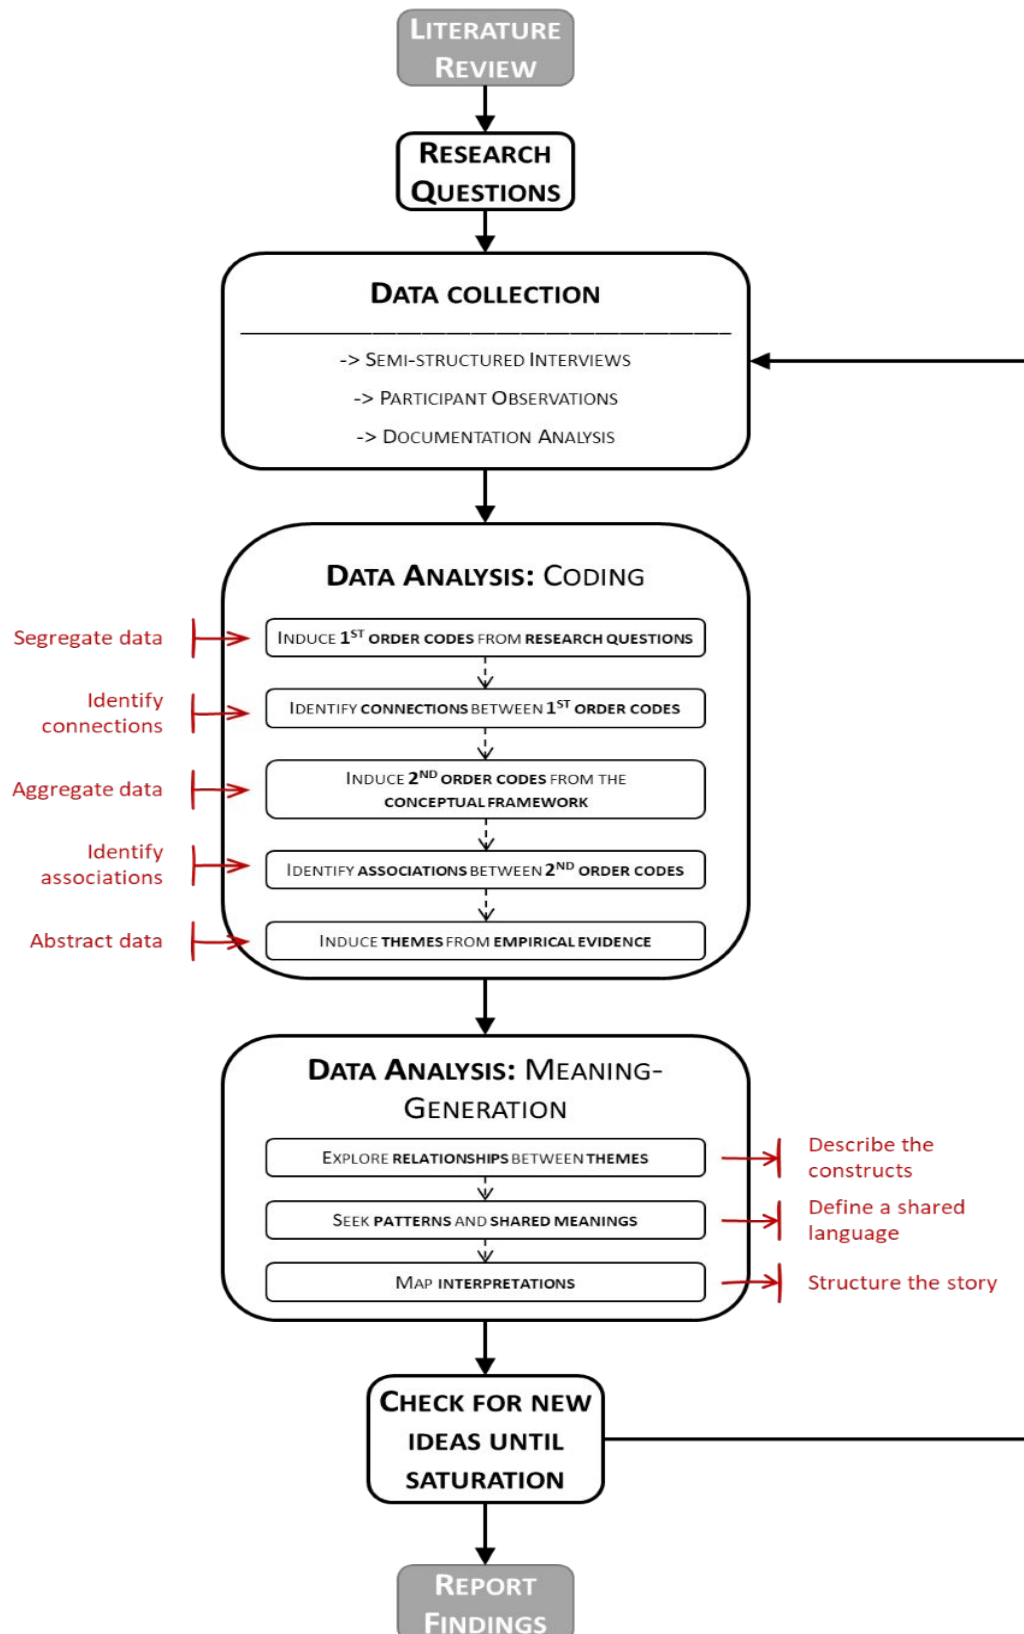 LITERATURE
REVIEW
RESEARCH
QUESTIONS
DATA COLLECTION
-> SEMI-STRUCTURED INTERVIEWS
-> PARTICIPANT OBSERVATIONS
-> DOCUMENTATION ANALYSIS
DATA ANALYSIS: CODING
Segregate data
INDUCE 1ST ORDER CODES FROM RESEARCH QUESTIONS
Identify
connections
IDENTIFY CONNECTIONS BETWEEN 1ST ORDER CODES
Aggregate data
INDUCE 2ND ORDER CODES FROM THE
CONCEPTUAL FRAMEWORK
Identify
associations
IDENTIFY ASSOCIATIONS BETWEEN 2ND ORDER CODES
Abstract data
INDUCE THEMES FROM EMPIRICAL EVIDENCE
DATA ANALYSIS: MEANING-
GENERATION
EXPLORE RELATIONSHIPS BETWEEN THEMES
Describe the
constructs
SEEK PATTERNS AND SHARED MEANINGS
Define a shared
language
MAP INTERPRETATIONS
Structure the story
CHECK FOR NEW
IDEAS UNTIL
SATURATION
REPORT
FINDINGS